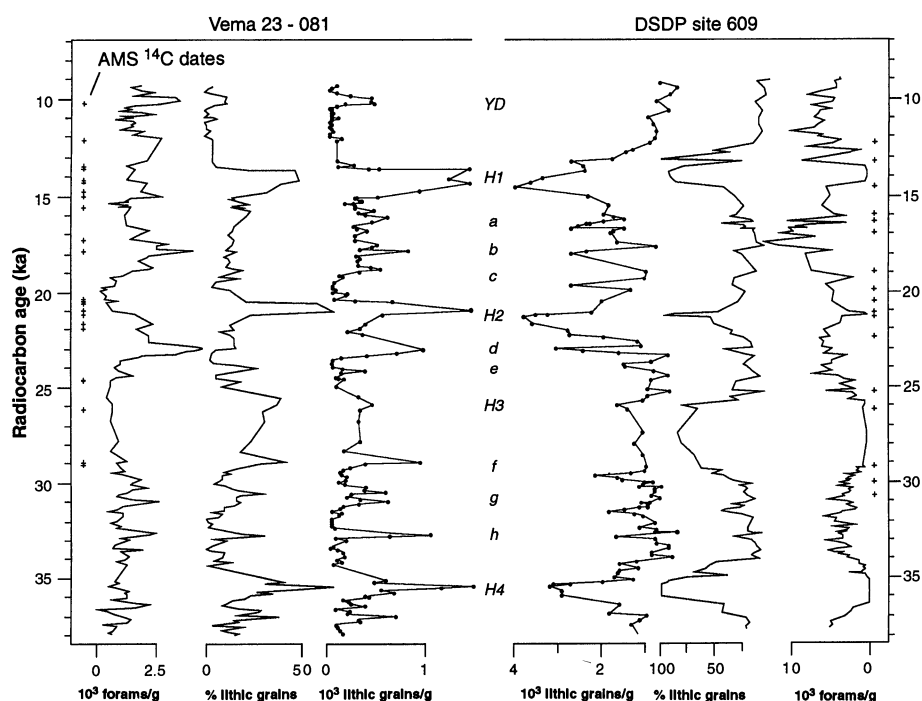 Vema 23 - 081
DSDP site 609
AMS 14C dates
Radiocarbon age (ka)
10
15
20
25
30
35
YD
H1
a
b
c
H2
d
e
H3
f
g
h
H4
10
15
20
25
30
35
0 2.5
0 50
0 1
4 2
100 50
10 0
10³ forams/g
% lithic grains
10³ lithic grains/g
10³ lithic grains/g
% lithic grains
10³ forams/g